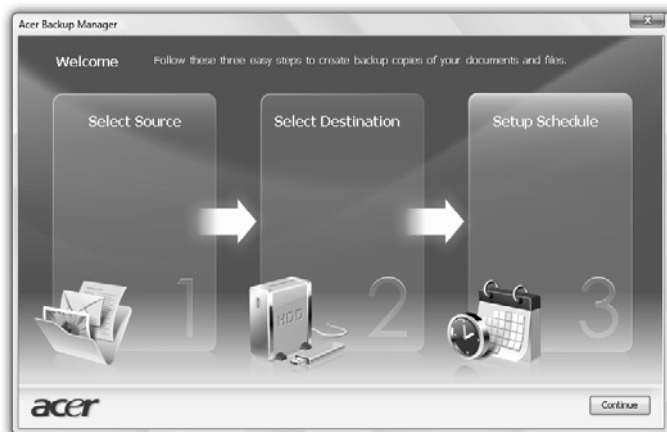 Acer Backup Manager
Welcome
Follow these three easy steps to create backup copies of your documents and files.
Select Source
Select Destination
Setup Schedule
1
HDD
2
3
acer
Continue